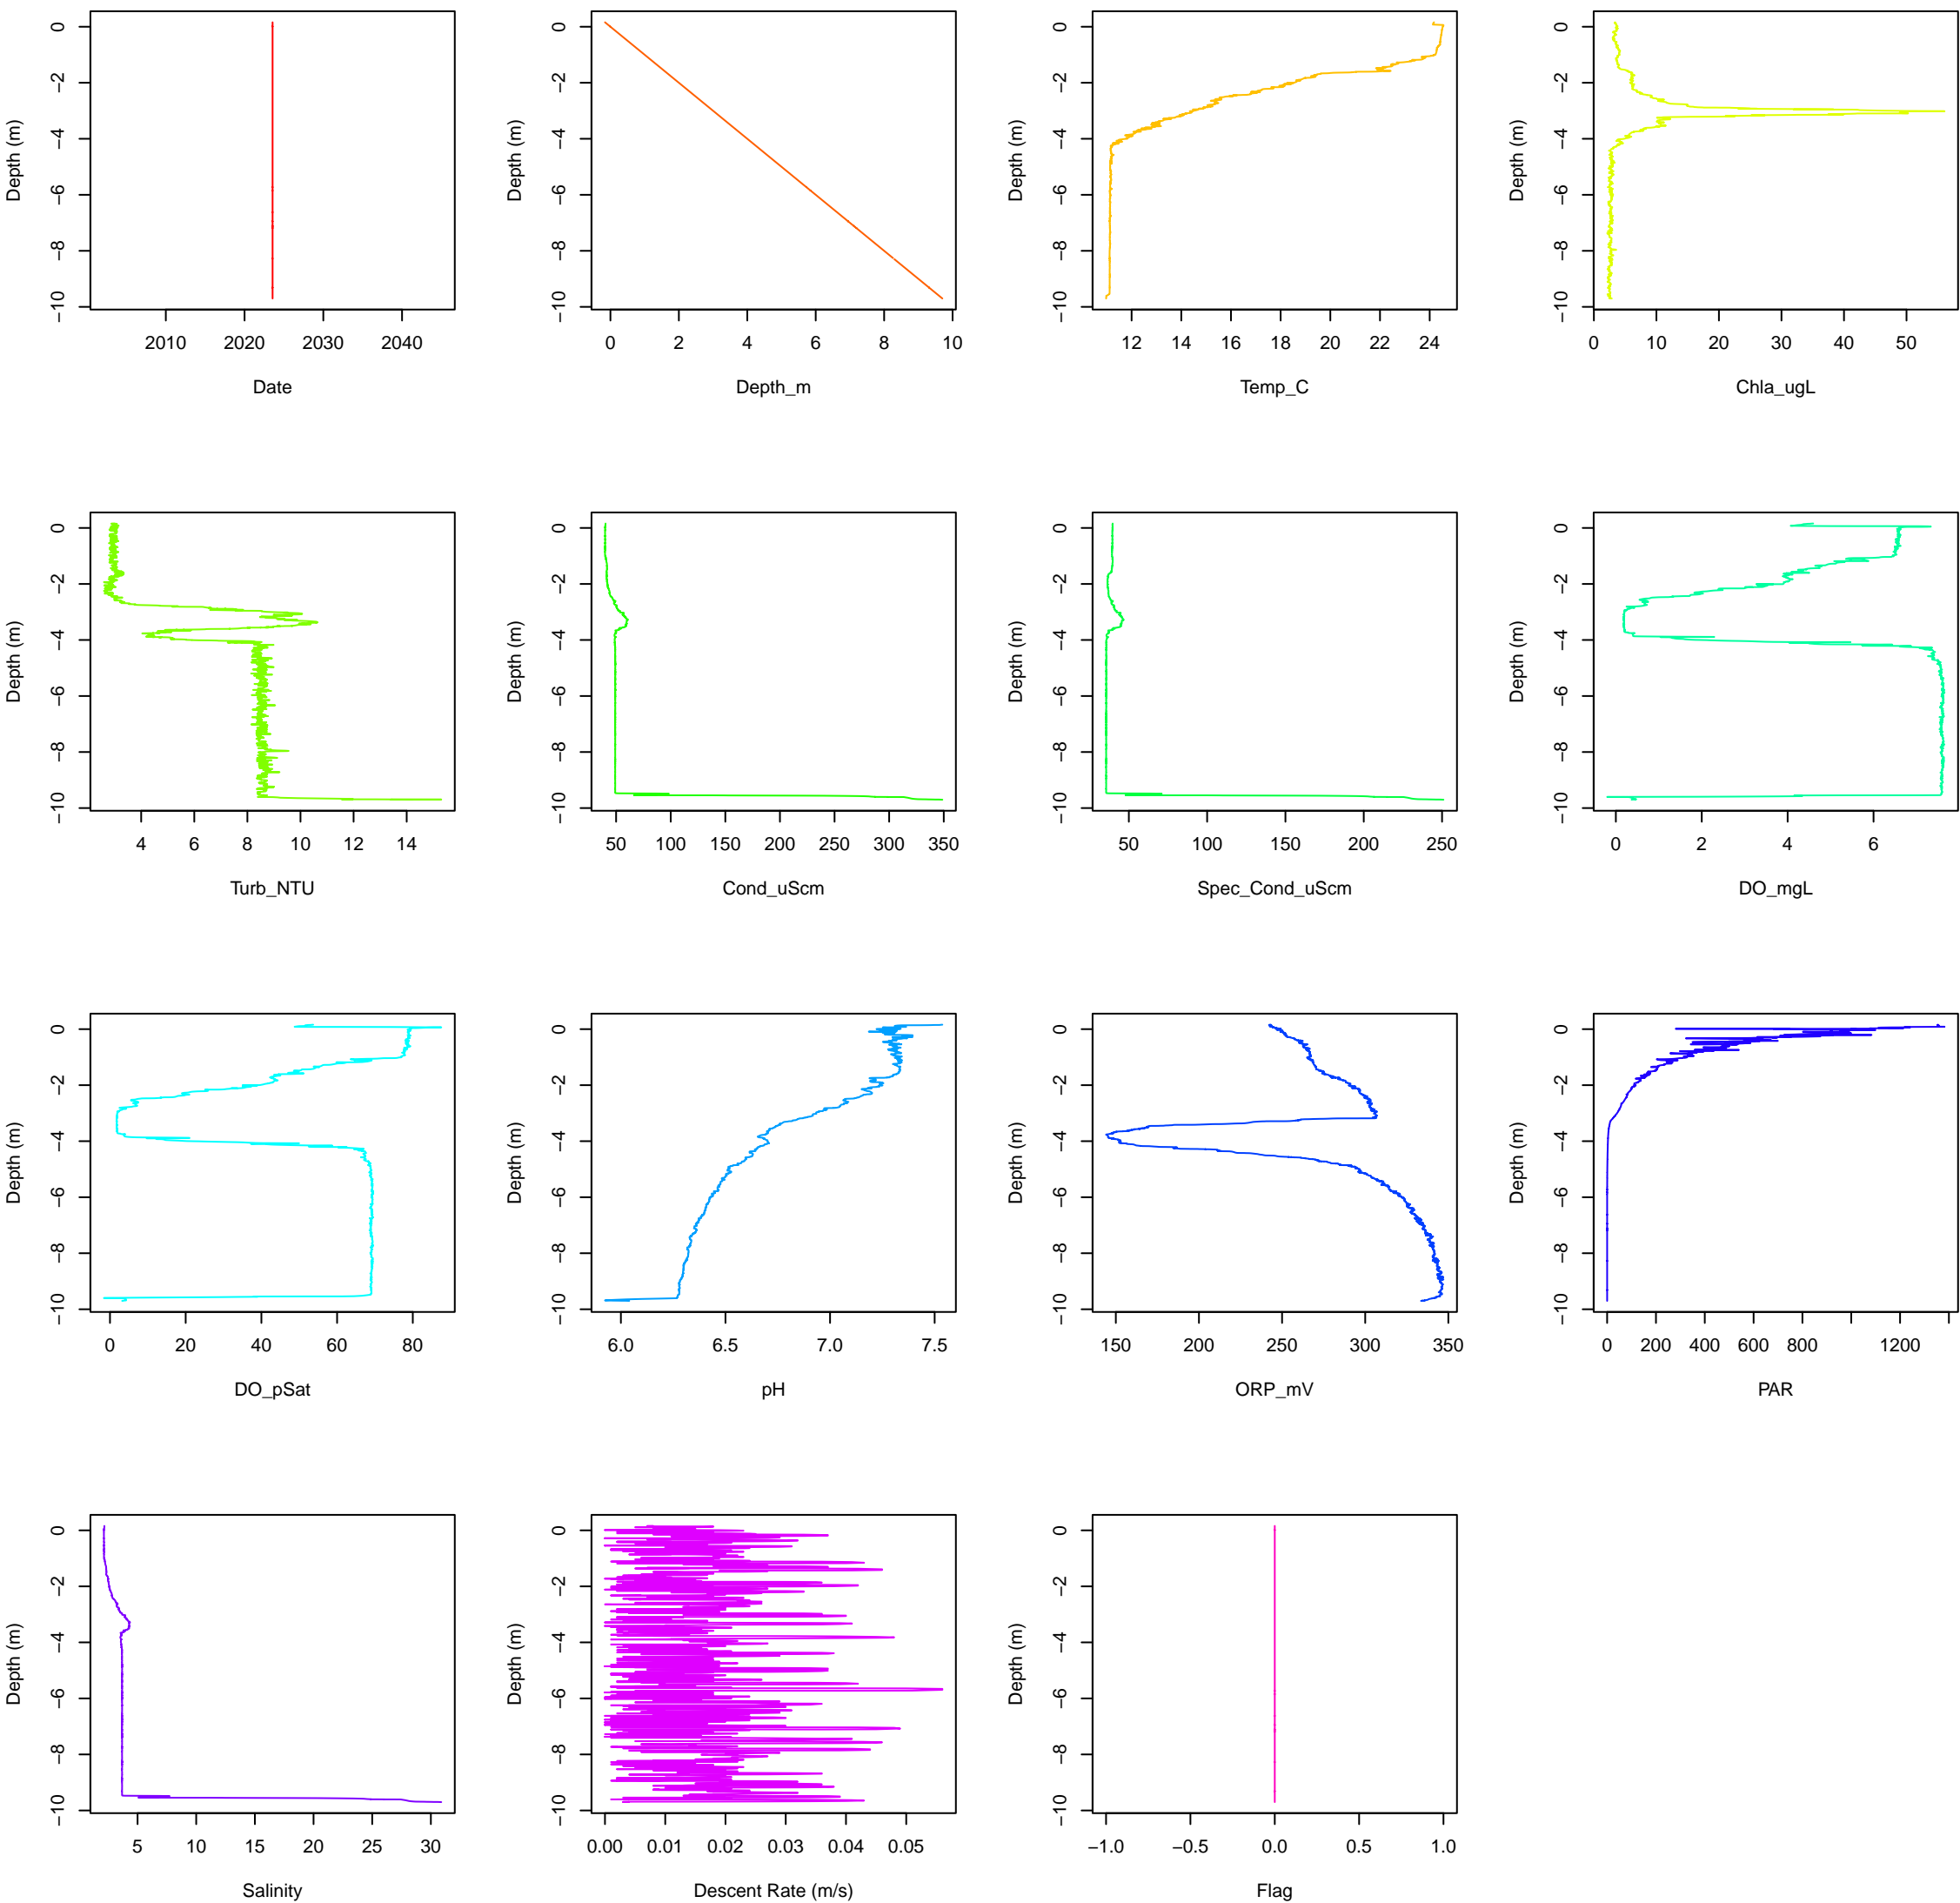 Depth (m)
0
−2
−4
−6
−8
−10
2010 2020 2030 2040
Date
Depth (m)
0
−2
−4
−6
−8
−10
0 2 4 6 8 10
Depth_m
Depth (m)
0
−2
−4
−6
−8
−10
12 14 16 18 20 22 24
Temp_C
Depth (m)
0
−2
−4
−6
−8
−10
0 10 20 30 40 50
Chla_ugL
Depth (m)
0
−2
−4
−6
−8
−10
4 6 8 10 12 14
Turb_NTU
Depth (m)
0
−2
−4
−6
−8
−10
50 100 150 200 250 300 350
Cond_uScm
Depth (m)
0
−2
−4
−6
−8
−10
50 100 150 200 250
Spec_Cond_uScm
Depth (m)
0
−2
−4
−6
−8
−10
0 2 4 6
DO_mgL
Depth (m)
0
−2
−4
−6
−8
−10
0 20 40 60 80
DO_pSat
Depth (m)
0
−2
−4
−6
−8
−10
6.0 6.5 7.0 7.5
pH
Depth (m)
0
−2
−4
−6
−8
−10
150 200 250 300 350
ORP_mV
Depth (m)
0
−2
−4
−6
−8
−10
0 200 400 600 800 1200
PAR
Depth (m)
0
−2
−4
−6
−8
−10
5 10 15 20 25 30
Salinity
Depth (m)
0
−2
−4
−6
−8
−10
0.00 0.01 0.02 0.03 0.04 0.05
Descent Rate (m/s)
Depth (m)
0
−2
−4
−6
−8
−10
−1.0 −0.5 0.0 0.5 1.0
Flag